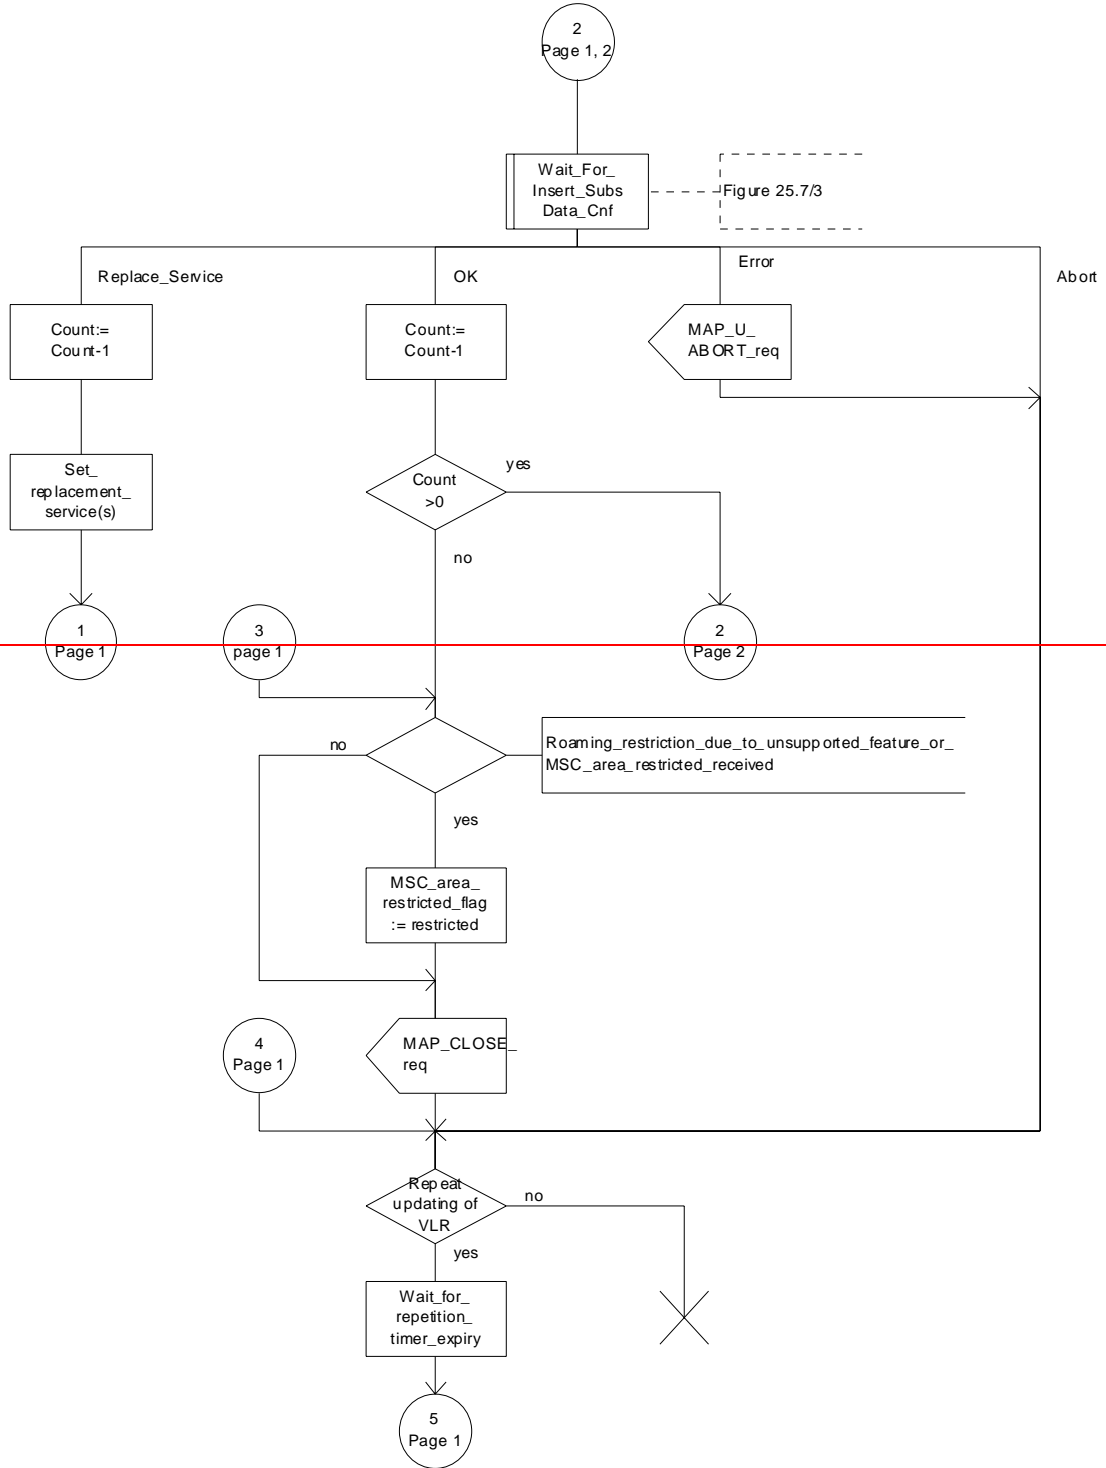 2
Page 1, 2
Wait_For_
Insert_Subs
Data_Cnf
Figure 25.7/3
Replace_Service
OK
Error
Abort
Count:=
Count-1
Count:=
Count-1
MAP_U_
ABORT_req
Set_
replacement_
service(s)
Count
>0
yes
no
1
Page 1
3
page 1
2
Page 2
no
Roaming_restriction_due_to_unsupported_feature_or_
MSC_area_restricted_received
yes
MSC_area_
restricted_flag
:= restricted
4
Page 1
MAP_CLOSE_
req
Repeat
updating of
VLR
no
yes
Wait_for_
repetition_
timer_expiry
5
Page 1